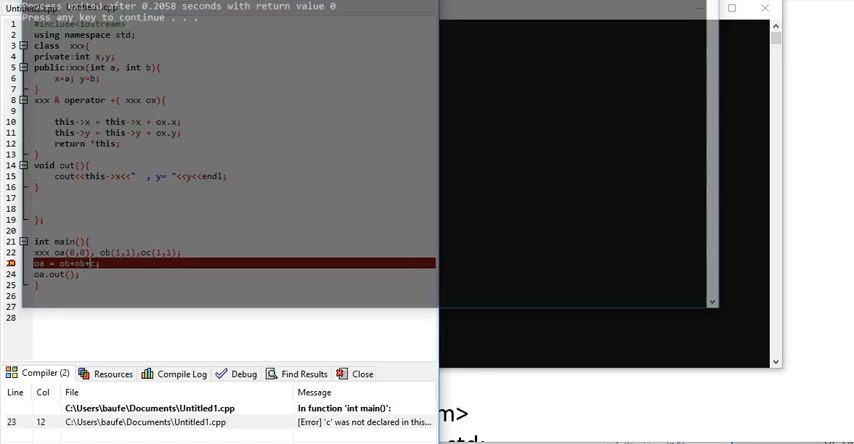 Process exited after 0.2058 seconds with return value 0
Press any key to continue . . .
1 #include<iostream>
2 using namespace std;
3 class xxx{
4 private:int x,y;
5 public:xxx(int a, int b){
6 x=a; y=b;
7 }
8 xxx & operator +( xxx ox){
9
10 this->x = this->x + ox.x;
11 this->y = this->y + ox.y;
12 return *this;
13 }
14 void out(){
15 cout<<this->x<<" , y= "<<y<<endl;
16 }
17
18
19 };
20
21 int main(){
22 xxx oa(0,0), ob(1,1),oc(1,1);
oa = ob+ob+c;
24 oa.out();
25 }
26
27
28
Compiler (2) Resources Compile Log Debug Find Results Close
Line Col File Message
C:\Users\baufe\Documents\Untitled1.cpp In function 'int main()':
23 12 C:\Users\baufe\Documents\Untitled1.cpp [Error] 'c' was not declared in this...
m>